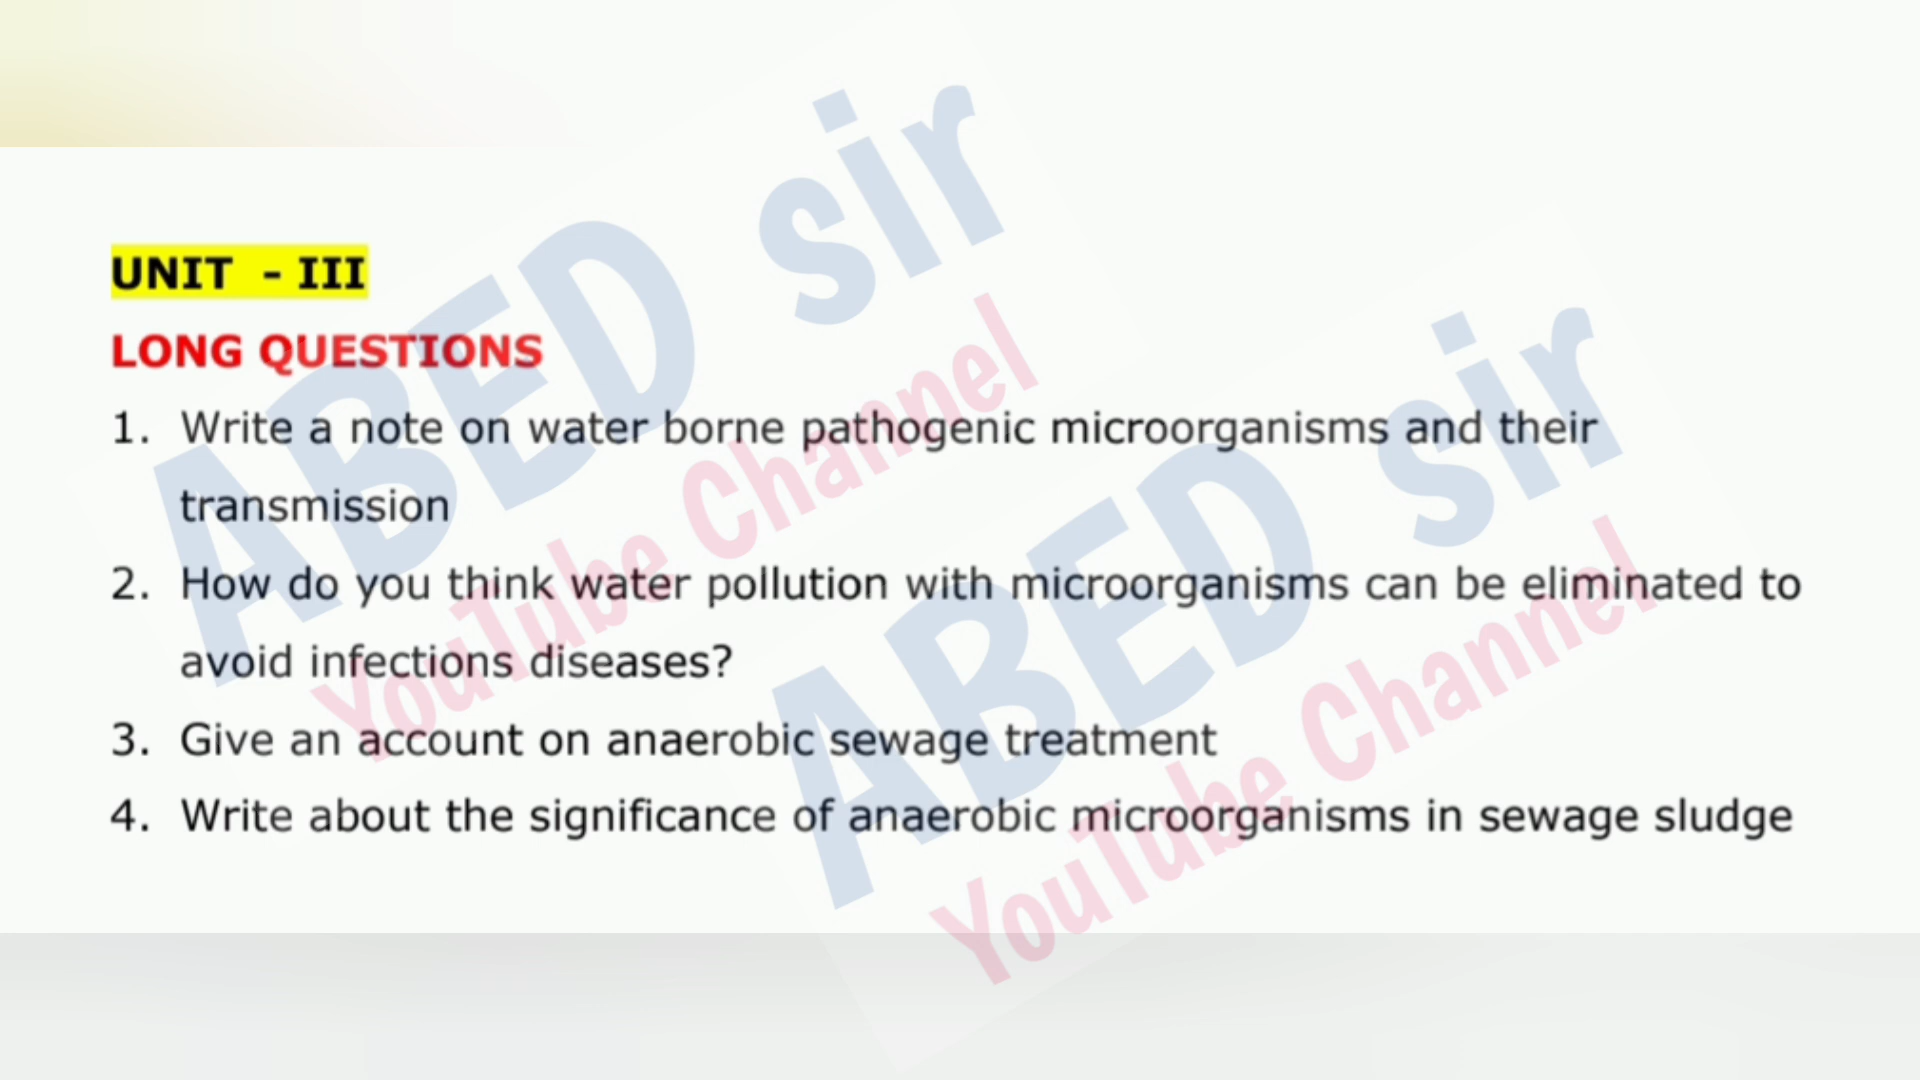 UNIT - III
LONG QUESTIONS
1. Write a note on water borne pathogenic microorganisms and their
transmission
2. How do you think water pollution with microorganisms can be eliminated to
avoid infections diseases?
3. Give an account on anaerobic sewage treatment
4. Write about the significance of anaerobic microorganisms in sewage sludge
ABED sir
YouTube Channel
ABED sir
YouTube Channel